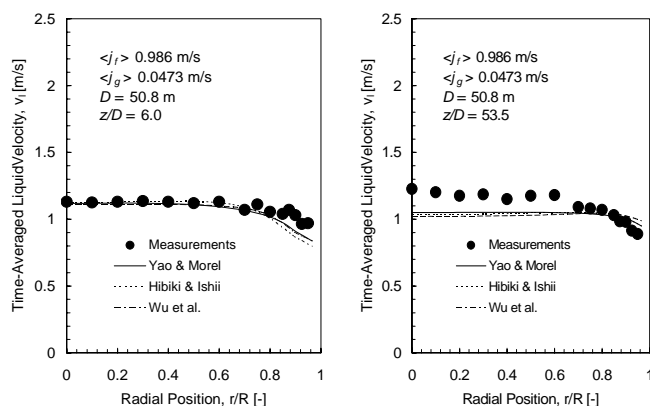 2.5
2
1.5
1
0.5
0
0 0.2 0.4 0.6 0.8 1
Time-Averaged LiquidVelocity, vl [m/s]
Radial Position, r/R [-]
<jf> 0.986 m/s
<jg> 0.0473 m/s
D = 50.8 m
z/D = 6.0
Measurements
Yao & Morel
Hibiki & Ishii
Wu et al.
2.5
2
1.5
1
0.5
0
0 0.2 0.4 0.6 0.8 1
Time-Averaged LiquidVelocity, vl [m/s]
Radial Position, r/R [-]
<jf> 0.986 m/s
<jg> 0.0473 m/s
D = 50.8 m
z/D = 53.5
Measurements
Yao & Morel
Hibiki & Ishii
Wu et al.